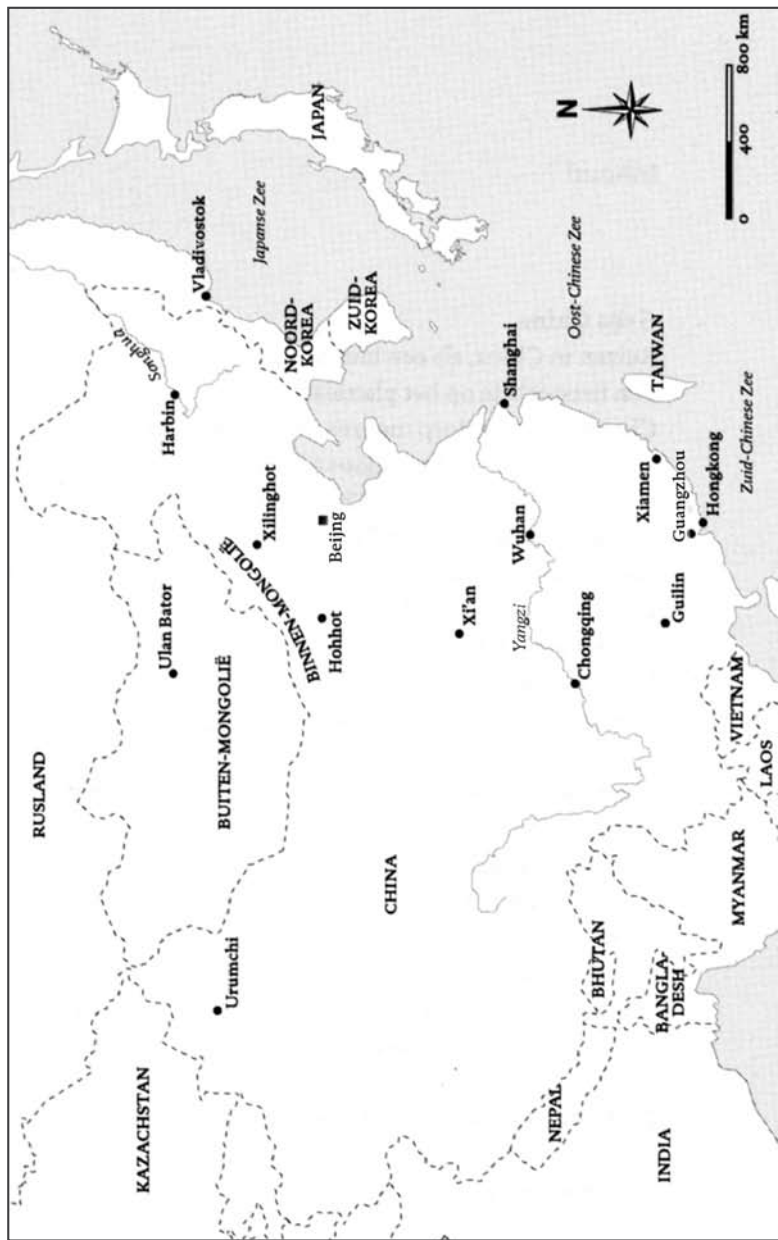 RUSLAND
KAZACHSTAN
Urumchi
BUITEN-MONGOLIË
Ulan Bator
BINNEN-MONGOLIË
Hohhot
Xilinghot
Beijng
Harbin
Songhua
Vladivostok
Japanse Zee
JAPAN
NOORD-
KOREA
ZUID-
KOREA
CHINA
Xi'an
Yangzi
Wuhan
Shanghai
Chongqing
Oost-Chinese Zee
N
NEPAL
BHUTAN
INDIA
BANGLA-
DESH
MYANMAR
Guilin
Xiamen
Guangzhou
Hongkong
TAIWAN
VIETNAM
LAOS
Zuid-Chinese Zee
0 400 800 km